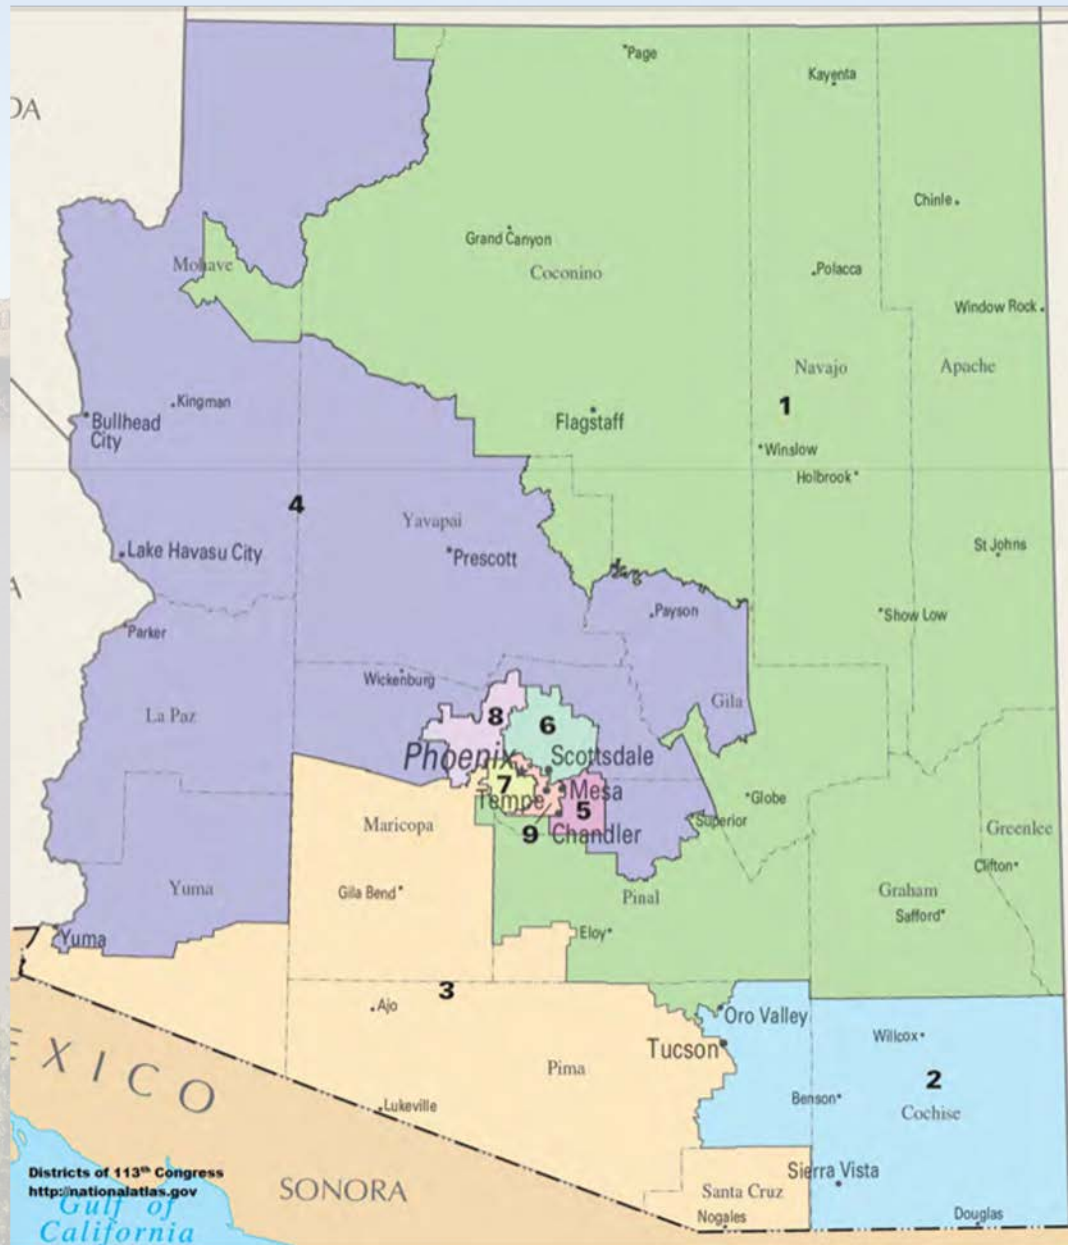 Page
Kayenta
DA
Chinle
Grand Canyon
Mohave
Coconino
Polacca
Window Rock
Navajo
Apache
Kingman
1
Bullhead
City
Flagstaff
Winslow
Holbrook
4
Yavapai
Lake Havasu City
Prescott
St Johns
A
Payson
Show Low
Parker
Wickenburg
Gila
La Paz
8
6
Phoenix
Scottsdale
7
Mesa
Tempe
5
Globe
Superior
Maricopa
9
Chandler
Greenlee
Clifton
Yuma
Gila Bend
Pinal
Graham
Safford
Yuma
Eloy
3
Ajo
Oro Valley
Willcox
Tucson
EXICO
Pima
2
Benson
Cochise
Lukeville
Districts of 113th Congress
http://nationalatlas.gov
Sierra Vista
SONORA
Santa Cruz
Gulf of
California
Nogales
Douglas